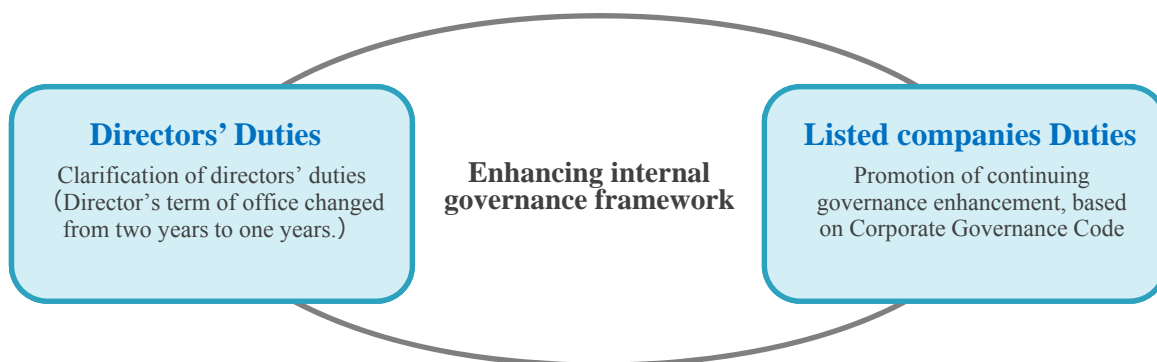 Directors’ Duties
Clarification of directors’ duties
（Director’s term of office changed
from two years to one years.）
Enhancing internal
governance framework
Listed companies Duties
Promotion of continuing
governance enhancement, based
on Corporate Governance Code